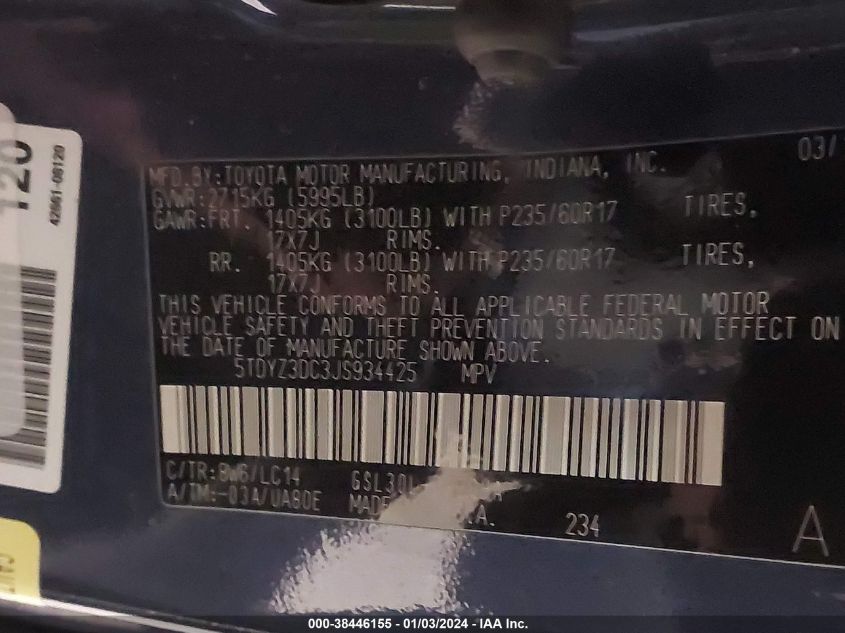 120
42661-08120
03/
MFD. BY: TOYOTA MOTOR MANUFACTURING, INDIANA, INC.
GVWR: 2715KG (5995LB)
GAWR: FRT. 1405KG (3100LB) WITH P235/60R17 TIRES,
17X7J RIMS.
RR. 1405KG (3100LB) WITH P235/60R17 TIRES,
17X7J RIMS.
THIS VEHICLE CONFORMS TO ALL APPLICABLE FEDERAL MOTOR
VEHICLE SAFETY AND THEFT PREVENTION STANDARDS IN EFFECT ON
THE DATE OF MANUFACTURE SHOWN ABOVE.
5TDYZ3DC3JS934425 MPV
C/TR: 8W6/LC14 GSL30L
A/TM: -03A/UA80E MADE .A. 234
A
000-38446155 - 01/03/2024 - IAA Inc.